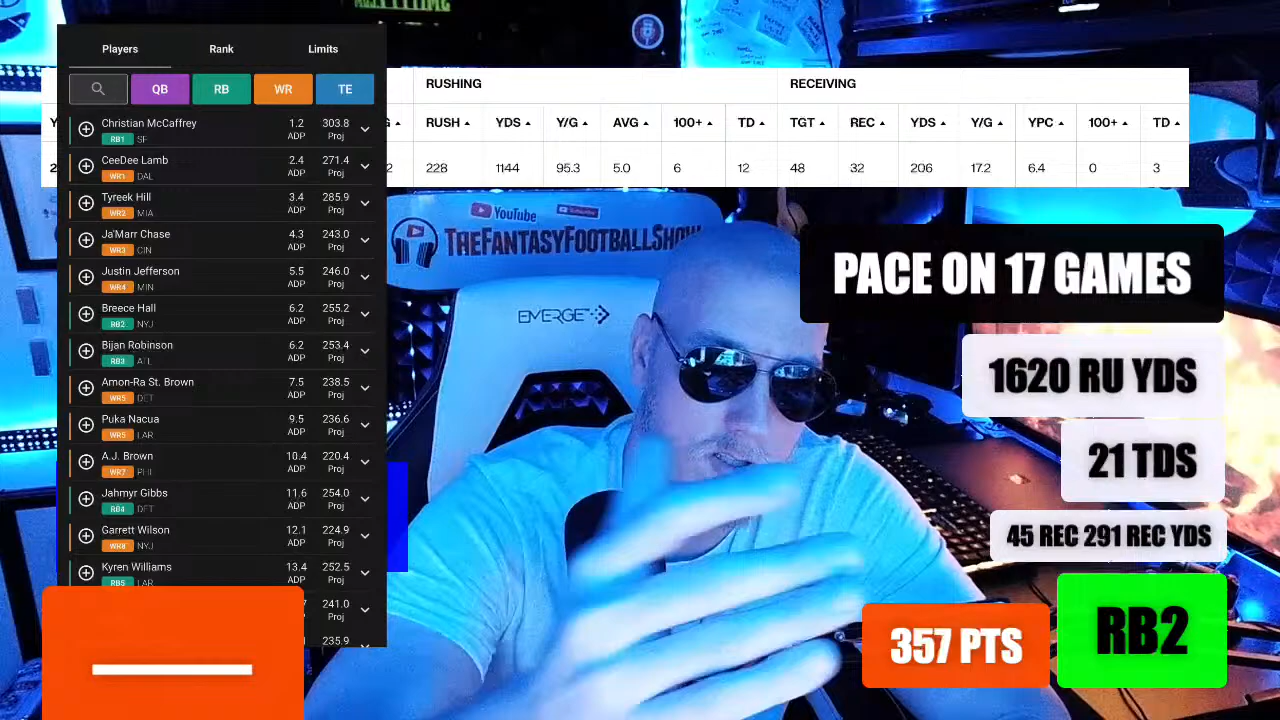 Players Rank Limits
QB RB WR TE
Christian McCaffrey 1.2 303.8
RB1 SF ADP Proj
CeeDee Lamb 2.4 271.4
WR1 DAL ADP Proj
Tyreek Hill 3.4 285.9
WR2 MIA ADP Proj
Ja'Marr Chase 4.3 243.0
WR3 CIN ADP Proj
Justin Jefferson 5.5 246.0
WR4 MIN ADP Proj
Breece Hall 6.2 255.2
RB2 NYJ ADP Proj
Bijan Robinson 6.2 253.4
RB3 ATL ADP Proj
Amon-Ra St. Brown 7.5 238.5
WR5 DET ADP Proj
Puka Nacua 9.5 236.6
WR5 LAR ADP Proj
A.J. Brown 10.4 220.4
WR7 PHI ADP Proj
Jahmyr Gibbs 11.6 254.0
RB4 DET ADP Proj
Garrett Wilson 12.1 224.9
WR8 NYJ ADP Proj
Kyren Williams 13.4 252.5
RB5 LAR ADP Proj
241.0
ADP Proj
235.9
RUSHING RECEIVING
RUSH YDS Y/G AVG 100+ TD TGT REC YDS Y/G YPC 100+ TD
2 228 1144 95.3 5.0 6 12 48 32 206 17.2 6.4 0 3
YouTube Subscribe
THEFANTASYFOOTBALLSHOW
EMERGE
PACE ON 17 GAMES
1620 RU YDS
21 TDS
45 REC 291 REC YDS
357 PTS
RB2